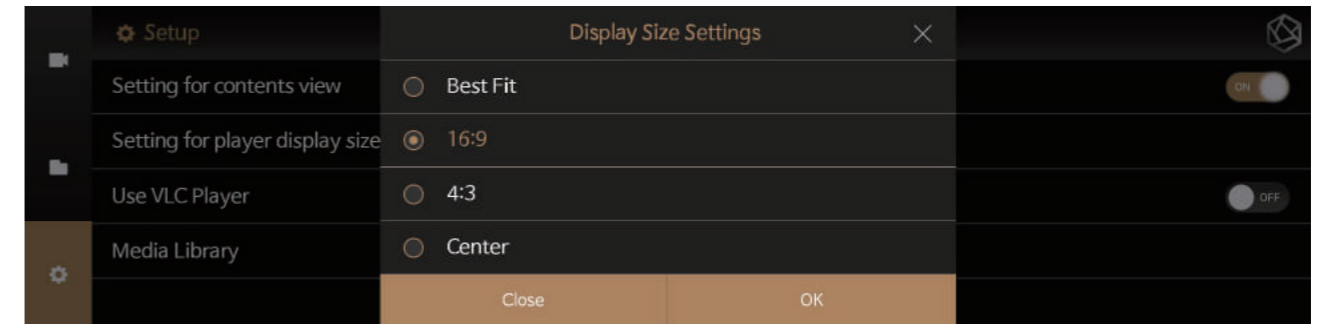 Setup
Display Size Settings
Setting for contents view
ON
Best Fit
Setting for player display size
16:9
Use VLC Player
OFF
4:3
Media Library
Center
Close
OK